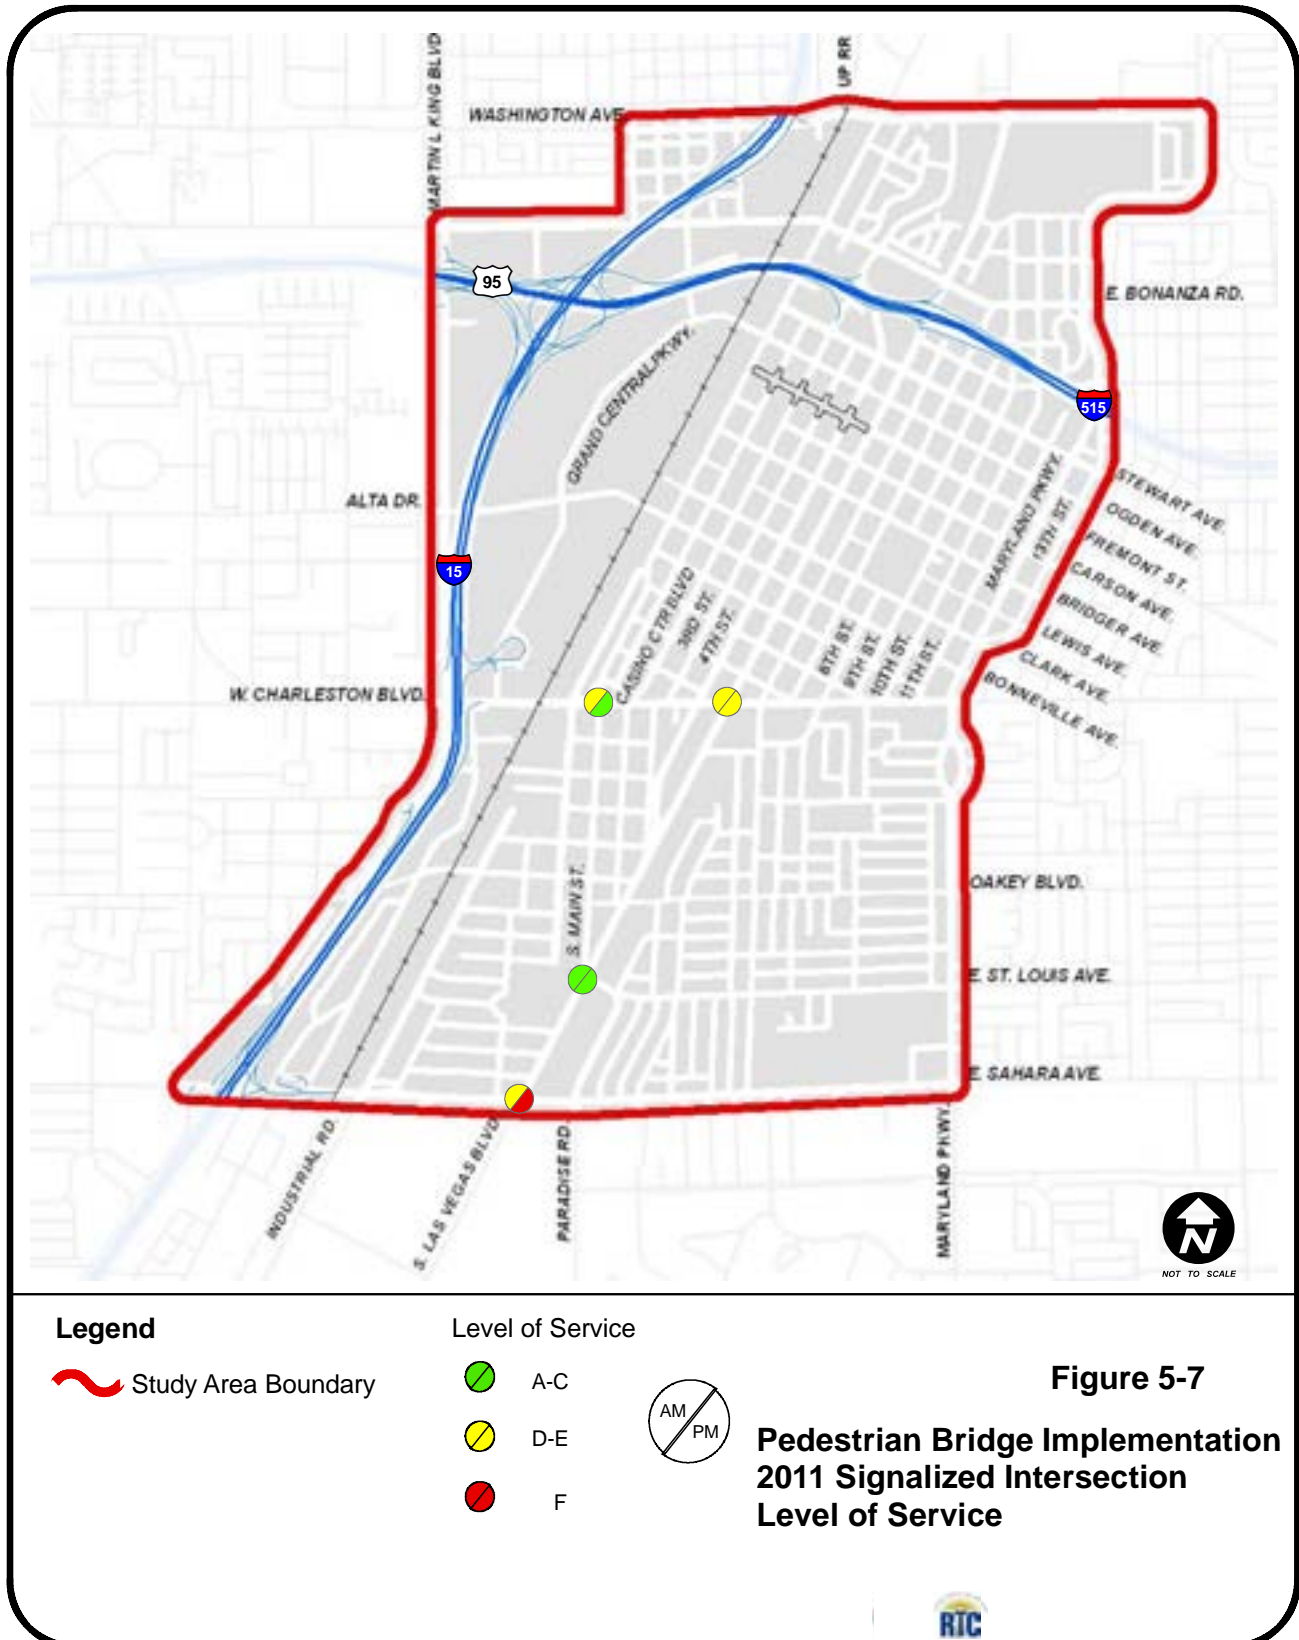 MARTIN L KING BLVD
UP RR
WASHINGTON AVE.
95
E. BONANZA RD.
GRAND CENTRAL PKWY.
515
ALTA DR.
MARYLAND PKWY.
13TH ST.
STEWART AVE.
OGDEN AVE.
FREMONT ST.
CARSON AVE.
BRIDGER AVE.
LEWIS AVE.
CLARK AVE.
BONNEVILLE AVE.
15
CASINO CTR BLVD
3RD ST.
4TH ST.
8TH ST.
9TH ST.
10TH ST.
11TH ST.
W. CHARLESTON BLVD.
S. MAIN ST.
OAKEY BLVD.
E. ST. LOUIS AVE.
E. SAHARA AVE.
INDUSTRIAL RD.
S. LAS VEGAS BLVD.
PARADISE RD.
MARYLAND PKWY.
N
NOT TO SCALE
Legend
Study Area Boundary
Level of Service
A-C
D-E
F
AM
PM
Figure 5-7
Pedestrian Bridge Implementation
2011 Signalized Intersection
Level of Service
RTC